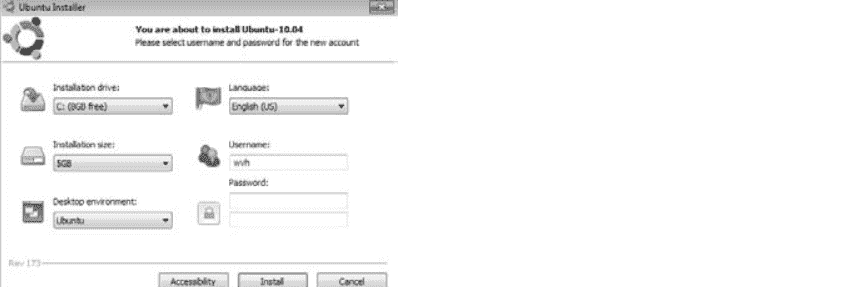 Ubuntu Installer
You are about to install Ubuntu-10.04
Please select username and password for the new account
Installation drive:
C: (8GB free)
Language:
English (US)
Installation size:
5GB
Username:
wvh
Password:
Desktop environment:
Ubuntu
Rev 173
Accessibility
Install
Cancel